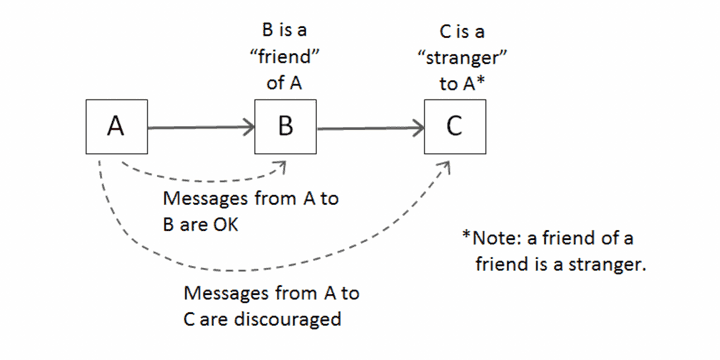 B is a
“friend”
of A
C is a
“stranger”
to A*
A
B
C
Messages from A to
B are OK
*Note: a friend of a
friend is a stranger.
Messages from A to
C are discouraged